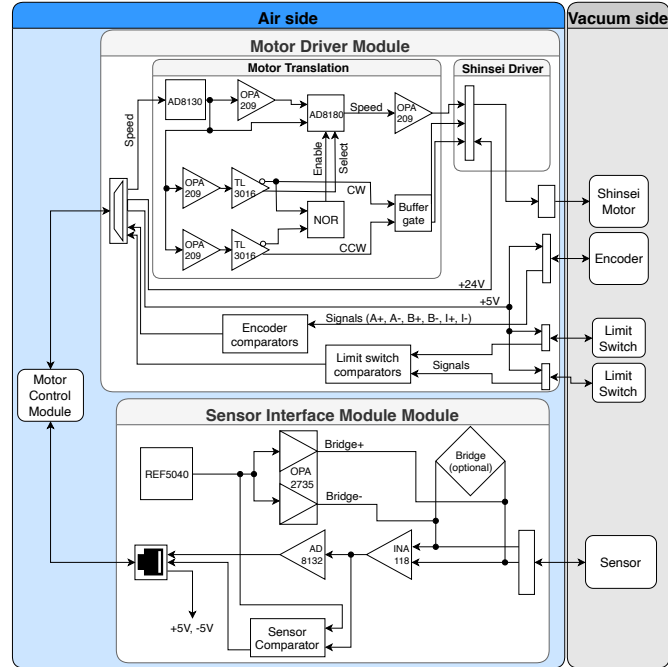 Air side
Vacuum side
Motor Driver Module
Motor Translation
Shinsei Driver
AD8130
OPA
209
AD8180
Speed
OPA
209
Speed
Enable
Select
OPA
209
TL
3016
CW
NOR
Buffer
gate
OPA
209
TL
3016
CCW
Shinsei
Motor
Encoder
+24V
+5V
Signals (A+, A-, B+, B-, I+, I-)
Encoder
comparators
Limit switch
comparators
Signals
Limit
Switch
Limit
Switch
Motor
Control
Module
Sensor Interface Module Module
REF5040
OPA
2735
Bridge+
Bridge-
Bridge
(optional)
AD
8132
INA
118
Sensor
+5V, -5V
Sensor
Comparator